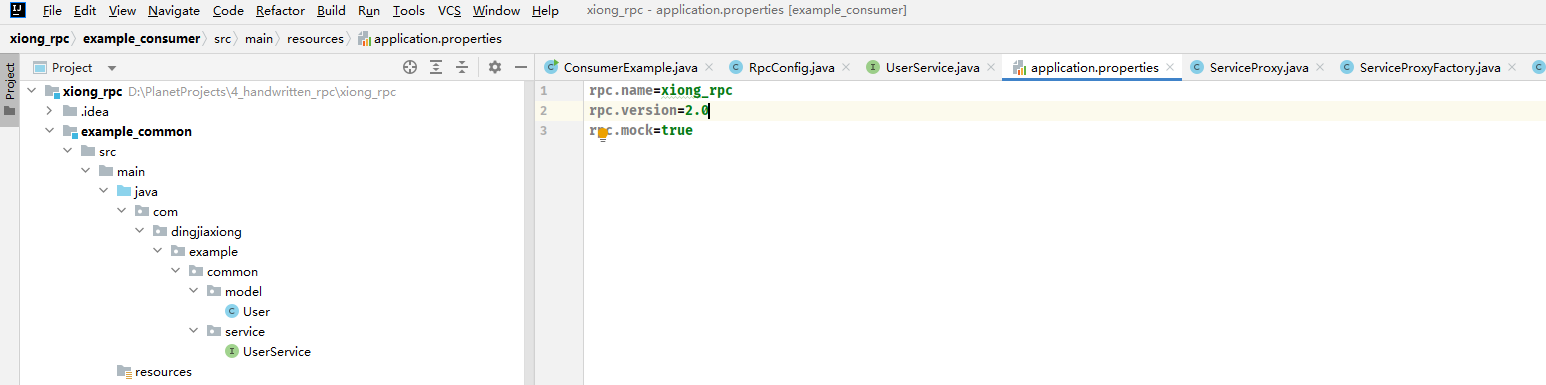 File Edit View Navigate Code Refactor Build Run Tools VCS Window Help xiong_rpc - application.properties [example_consumer]
xiong_rpc example_consumer src main resources application.properties
Project
Project
ConsumerExample.java RpcConfig.java UserService.java application.properties ServiceProxy.java ServiceProxyFactory.java
xiong_rpc D:\PlanetProjects\4_handwritten_rpc\xiong_rpc
.idea
example_common
src
main
java
com
dingjiaxiong
example
common
model
User
service
UserService
resources
1 rpc.name=xiong_rpc
2 rpc.version=2.0
3 rpc.mock=true